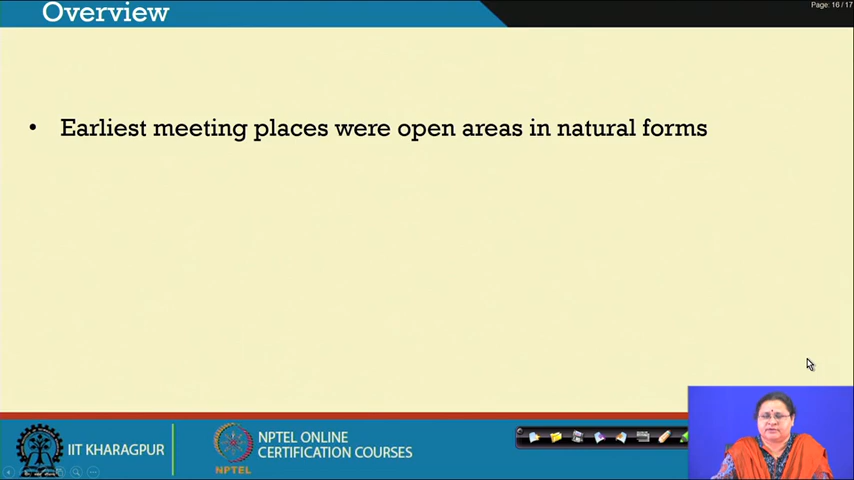 Overview
Page: 16 / 17
• Earliest meeting places were open areas in natural forms
IIT KHARAGPUR
NPTEL
NPTEL ONLINE
CERTIFICATION COURSES